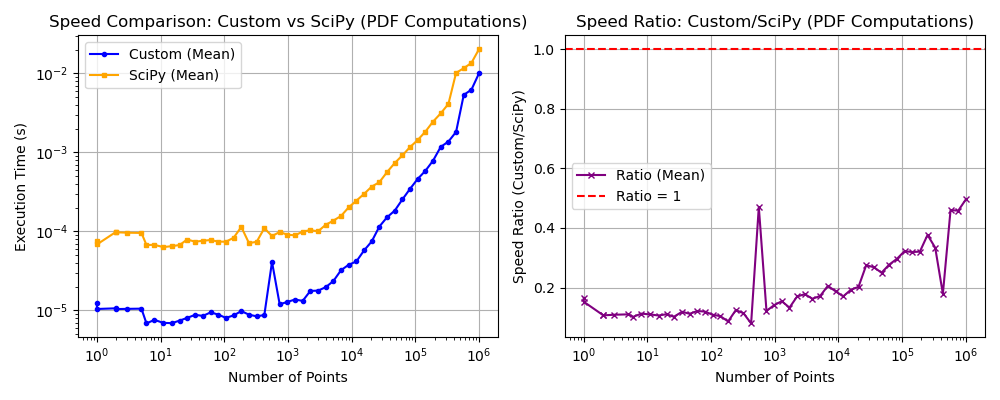 Speed Comparison: Custom vs SciPy (PDF Computations)
Execution Time (s)
10⁻²
10⁻³
10⁻⁴
10⁻⁵
Custom (Mean)
SciPy (Mean)
10⁰ 10¹ 10² 10³ 10⁴ 10⁵ 10⁶
Number of Points
Speed Ratio: Custom/SciPy (PDF Computations)
Speed Ratio (Custom/SciPy)
1.0
0.8
0.6
0.4
0.2
Ratio (Mean)
Ratio = 1
10⁰ 10¹ 10² 10³ 10⁴ 10⁵ 10⁶
Number of Points